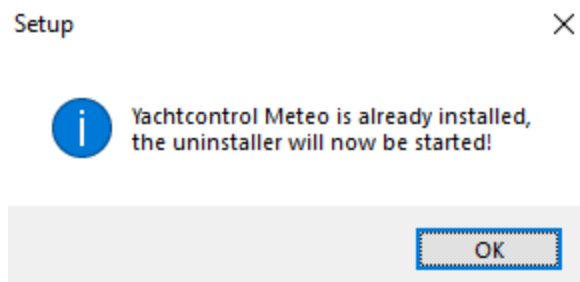 Setup
Yachtcontrol Meteo is already installed,
the uninstaller will now be started!
OK